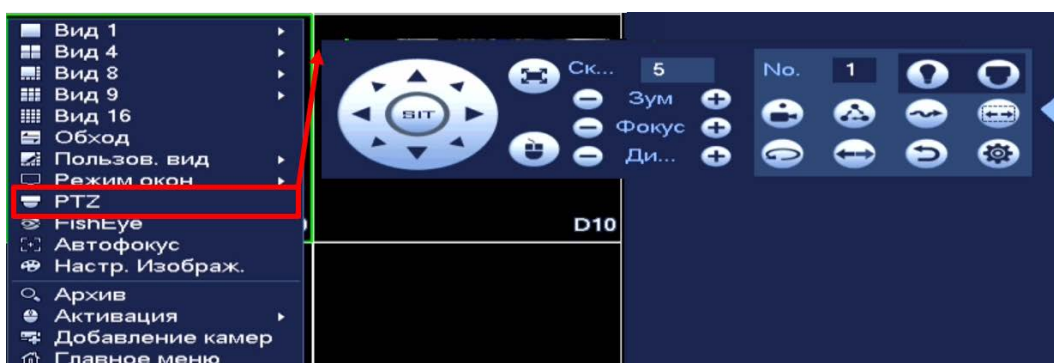 Вид 1
Вид 4
Вид 8
Вид 9
Вид 16
Обход
Пользов. вид
Режим окон
PTZ
FishEye
Автофокус
Настр. Изображ.
Архив
Активация
Добавление камер
Главное меню
SIT
Ск... 5
Зум
Фокус
Ди...
No. 1
D10